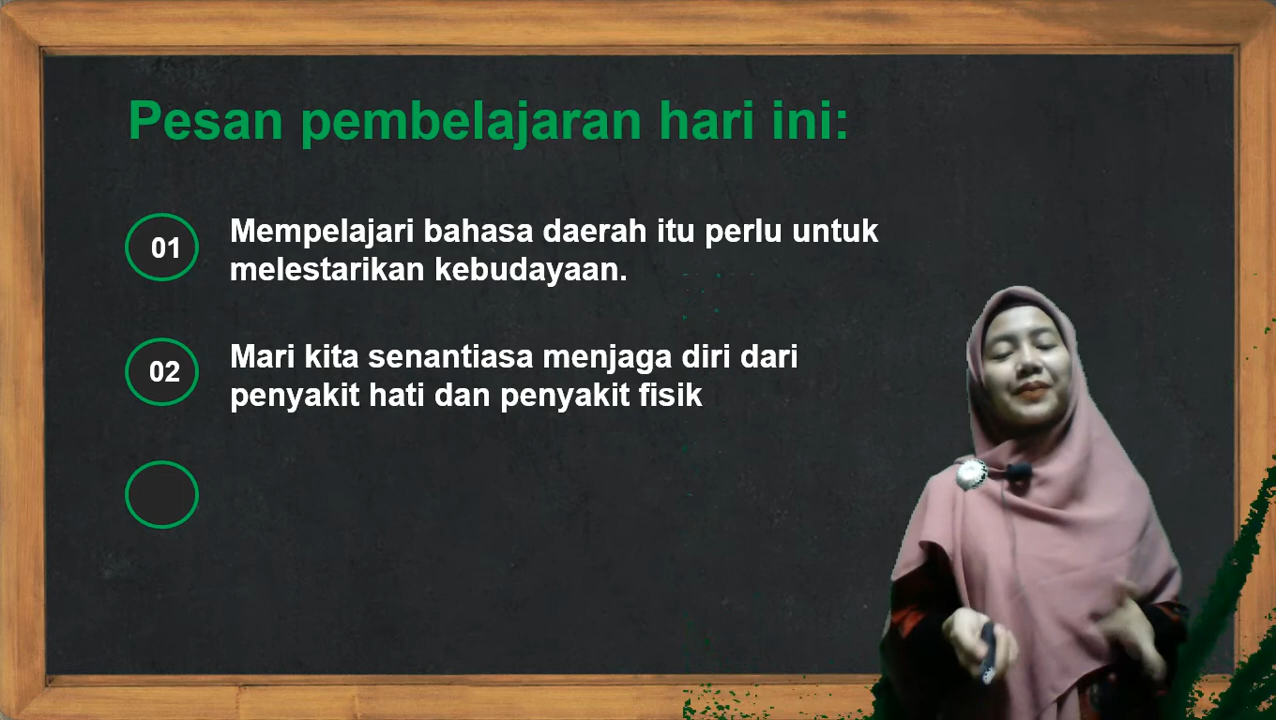 Pesan pembelajaran hari ini:
01
Mempelajari bahasa daerah itu perlu untuk
melestarikan kebudayaan.
02
Mari kita senantiasa menjaga diri dari
penyakit hati dan penyakit fisik